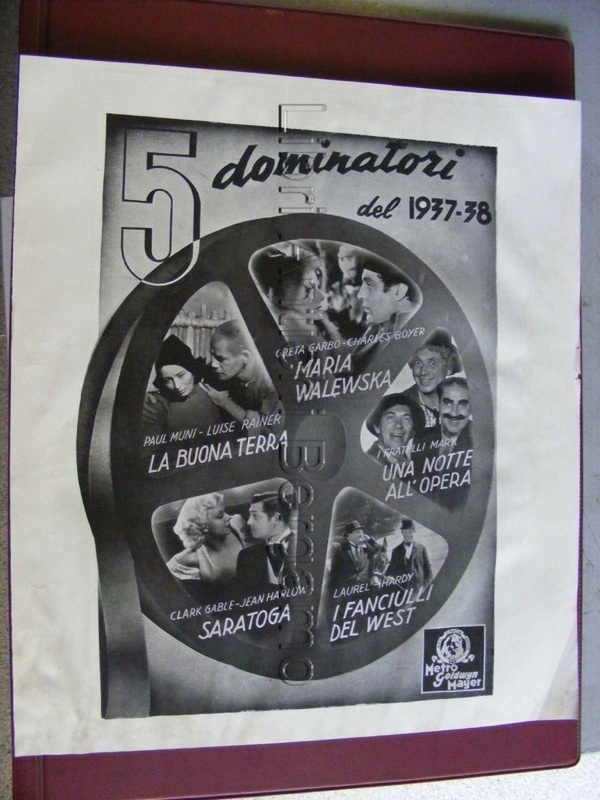 5 dominatori
del 1937-38
GRETA GARBO - CHARLES BOYER
MARIA
WALEWSKA
PAUL MUNI - LUISE RAINER
LA BUONA TERRA
I FRATELLI MARX
UNA NOTTE
ALL'OPERA
CLARK GABLE - JEAN HARLOW
SARATOGA
LAUREL - HARDY
I FANCIULLI
DEL WEST
Metro
Goldwyn
Mayer